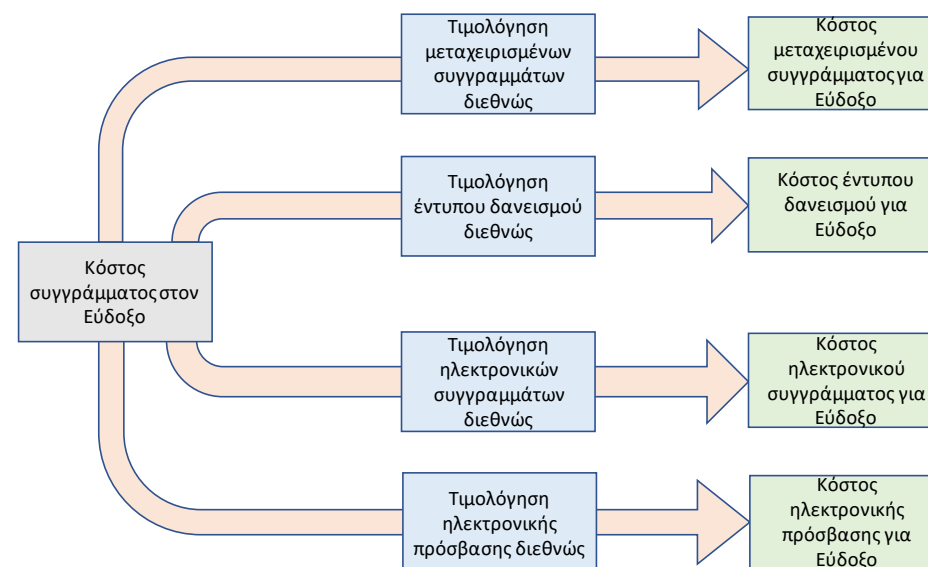 Τιμολόγηση
μεταχειρισμένων
συγγραμμάτων
διεθνώς
Κόστος
μεταχειρισμένου
συγγράμματος για
Εύδοξο
Τιμολόγηση
έντυπου δανεισμού
διεθνώς
Κόστος έντυπου
δανεισμού για
Εύδοξο
Κόστος
συγγράμματος στον
Εύδοξο
Τιμολόγηση
ηλεκτρονικών
συγγραμμάτων
διεθνώς
Κόστος
ηλεκτρονικού
συγγράμματος για
Εύδοξο
Τιμολόγηση
ηλεκτρονικής
πρόσβασης διεθνώς
Κόστος
ηλεκτρονικής
πρόσβασης για
Εύδοξο